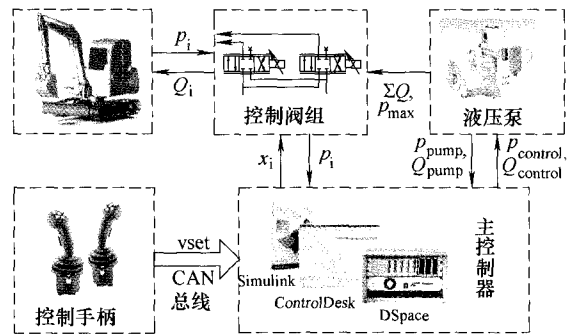 p_i
Q_i
控制阀组
ΣQ,
p_max
液压泵
x_i
p_i
p_pump,
Q_pump
p_control,
Q_control
vset
CAN
总线
控制手柄
Simulink
ControlDesk
DSpace
主控制器